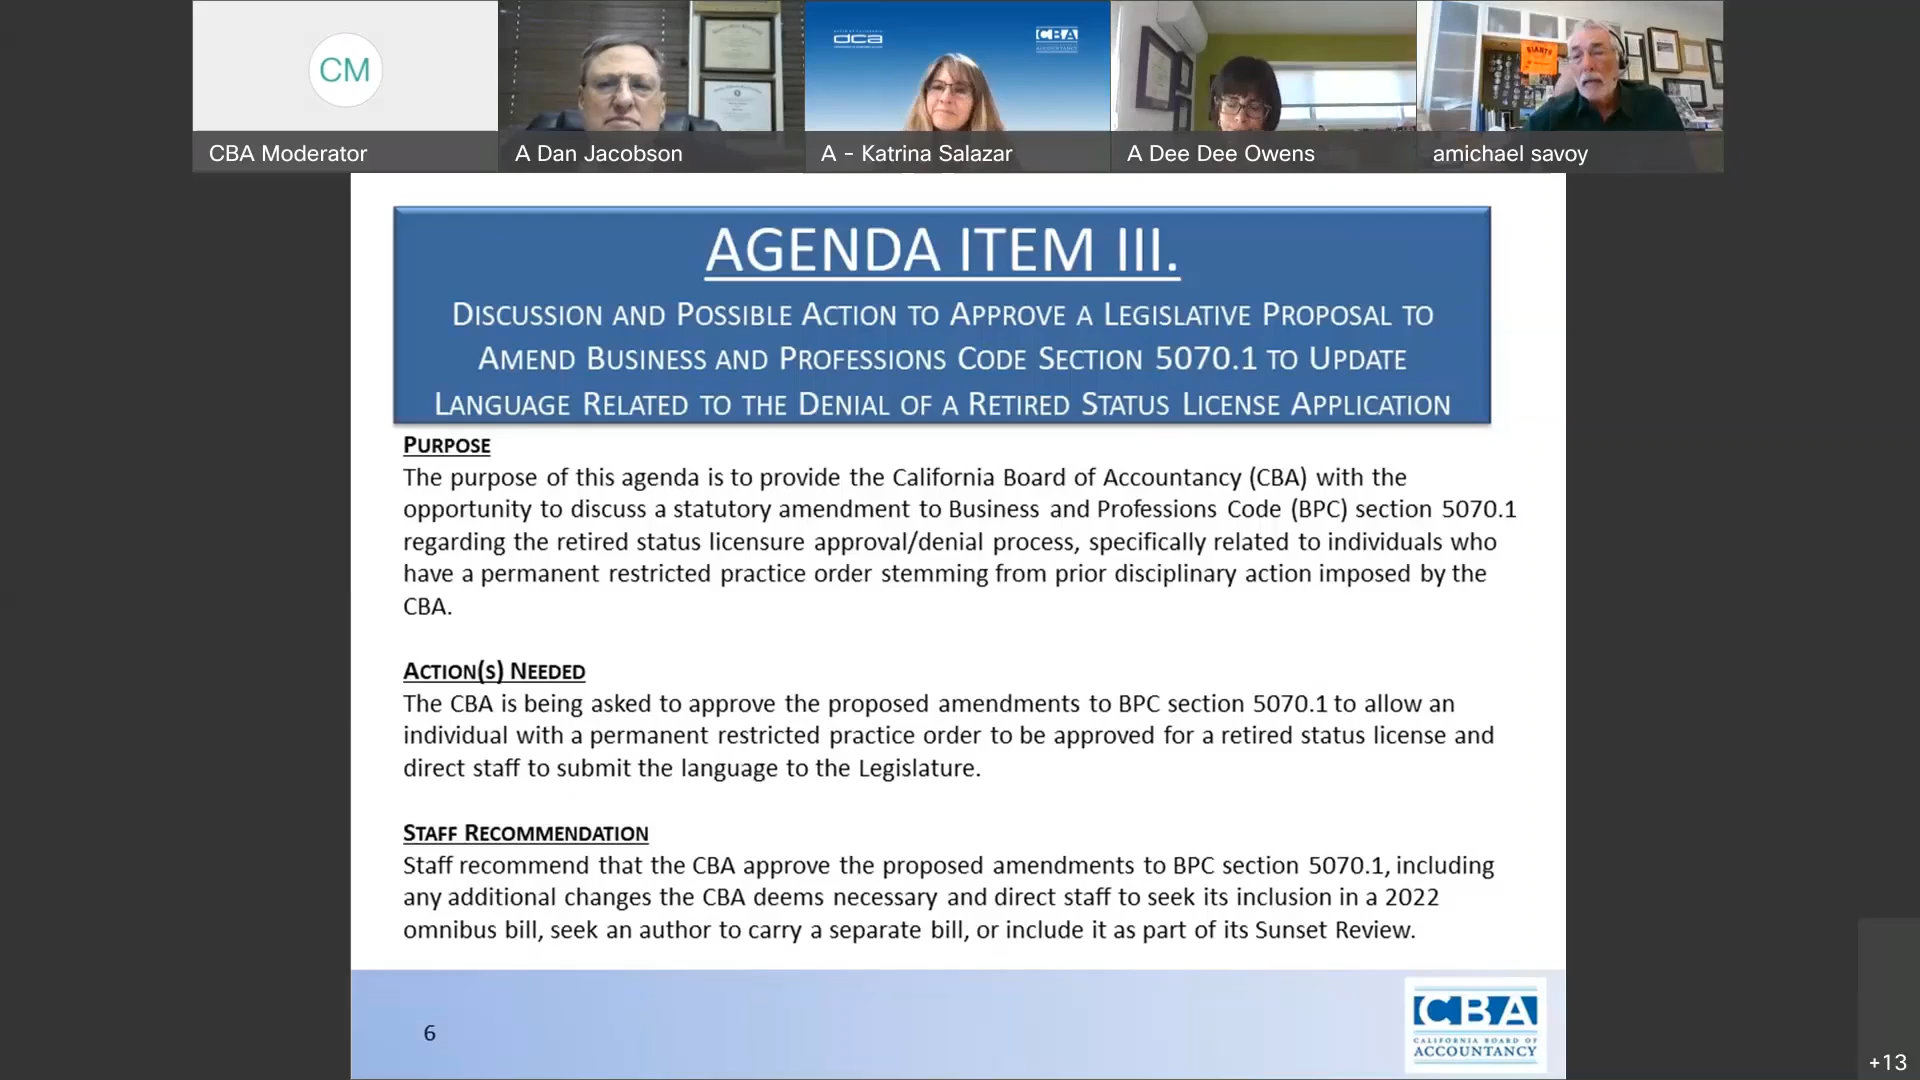 CM
CBA Moderator
A Dan Jacobson
dca
CBA
ACCOUNTANCY
A - Katrina Salazar
A Dee Dee Owens
GIANTS
amichael savoy
AGENDA ITEM III.
DISCUSSION AND POSSIBLE ACTION TO APPROVE A LEGISLATIVE PROPOSAL TO
AMEND BUSINESS AND PROFESSIONS CODE SECTION 5070.1 TO UPDATE
LANGUAGE RELATED TO THE DENIAL OF A RETIRED STATUS LICENSE APPLICATION
PURPOSE
The purpose of this agenda is to provide the California Board of Accountancy (CBA) with the
opportunity to discuss a statutory amendment to Business and Professions Code (BPC) section 5070.1
regarding the retired status licensure approval/denial process, specifically related to individuals who
have a permanent restricted practice order stemming from prior disciplinary action imposed by the
CBA.
ACTION(S) NEEDED
The CBA is being asked to approve the proposed amendments to BPC section 5070.1 to allow an
individual with a permanent restricted practice order to be approved for a retired status license and
direct staff to submit the language to the Legislature.
STAFF RECOMMENDATION
Staff recommend that the CBA approve the proposed amendments to BPC section 5070.1, including
any additional changes the CBA deems necessary and direct staff to seek its inclusion in a 2022
omnibus bill, seek an author to carry a separate bill, or include it as part of its Sunset Review.
6
CBA
CALIFORNIA BOARD OF
ACCOUNTANCY
+13